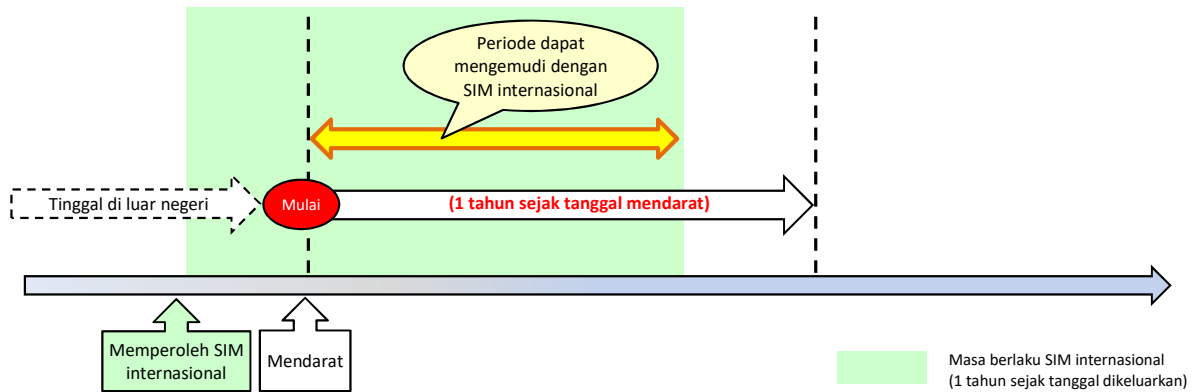 Periode dapat
mengemudi dengan
SIM internasional
Tinggal di luar negeri
Mulai
(1 tahun sejak tanggal mendarat)
Memperoleh SIM
internasional
Mendarat
Masa berlaku SIM internasional
(1 tahun sejak tanggal dikeluarkan)